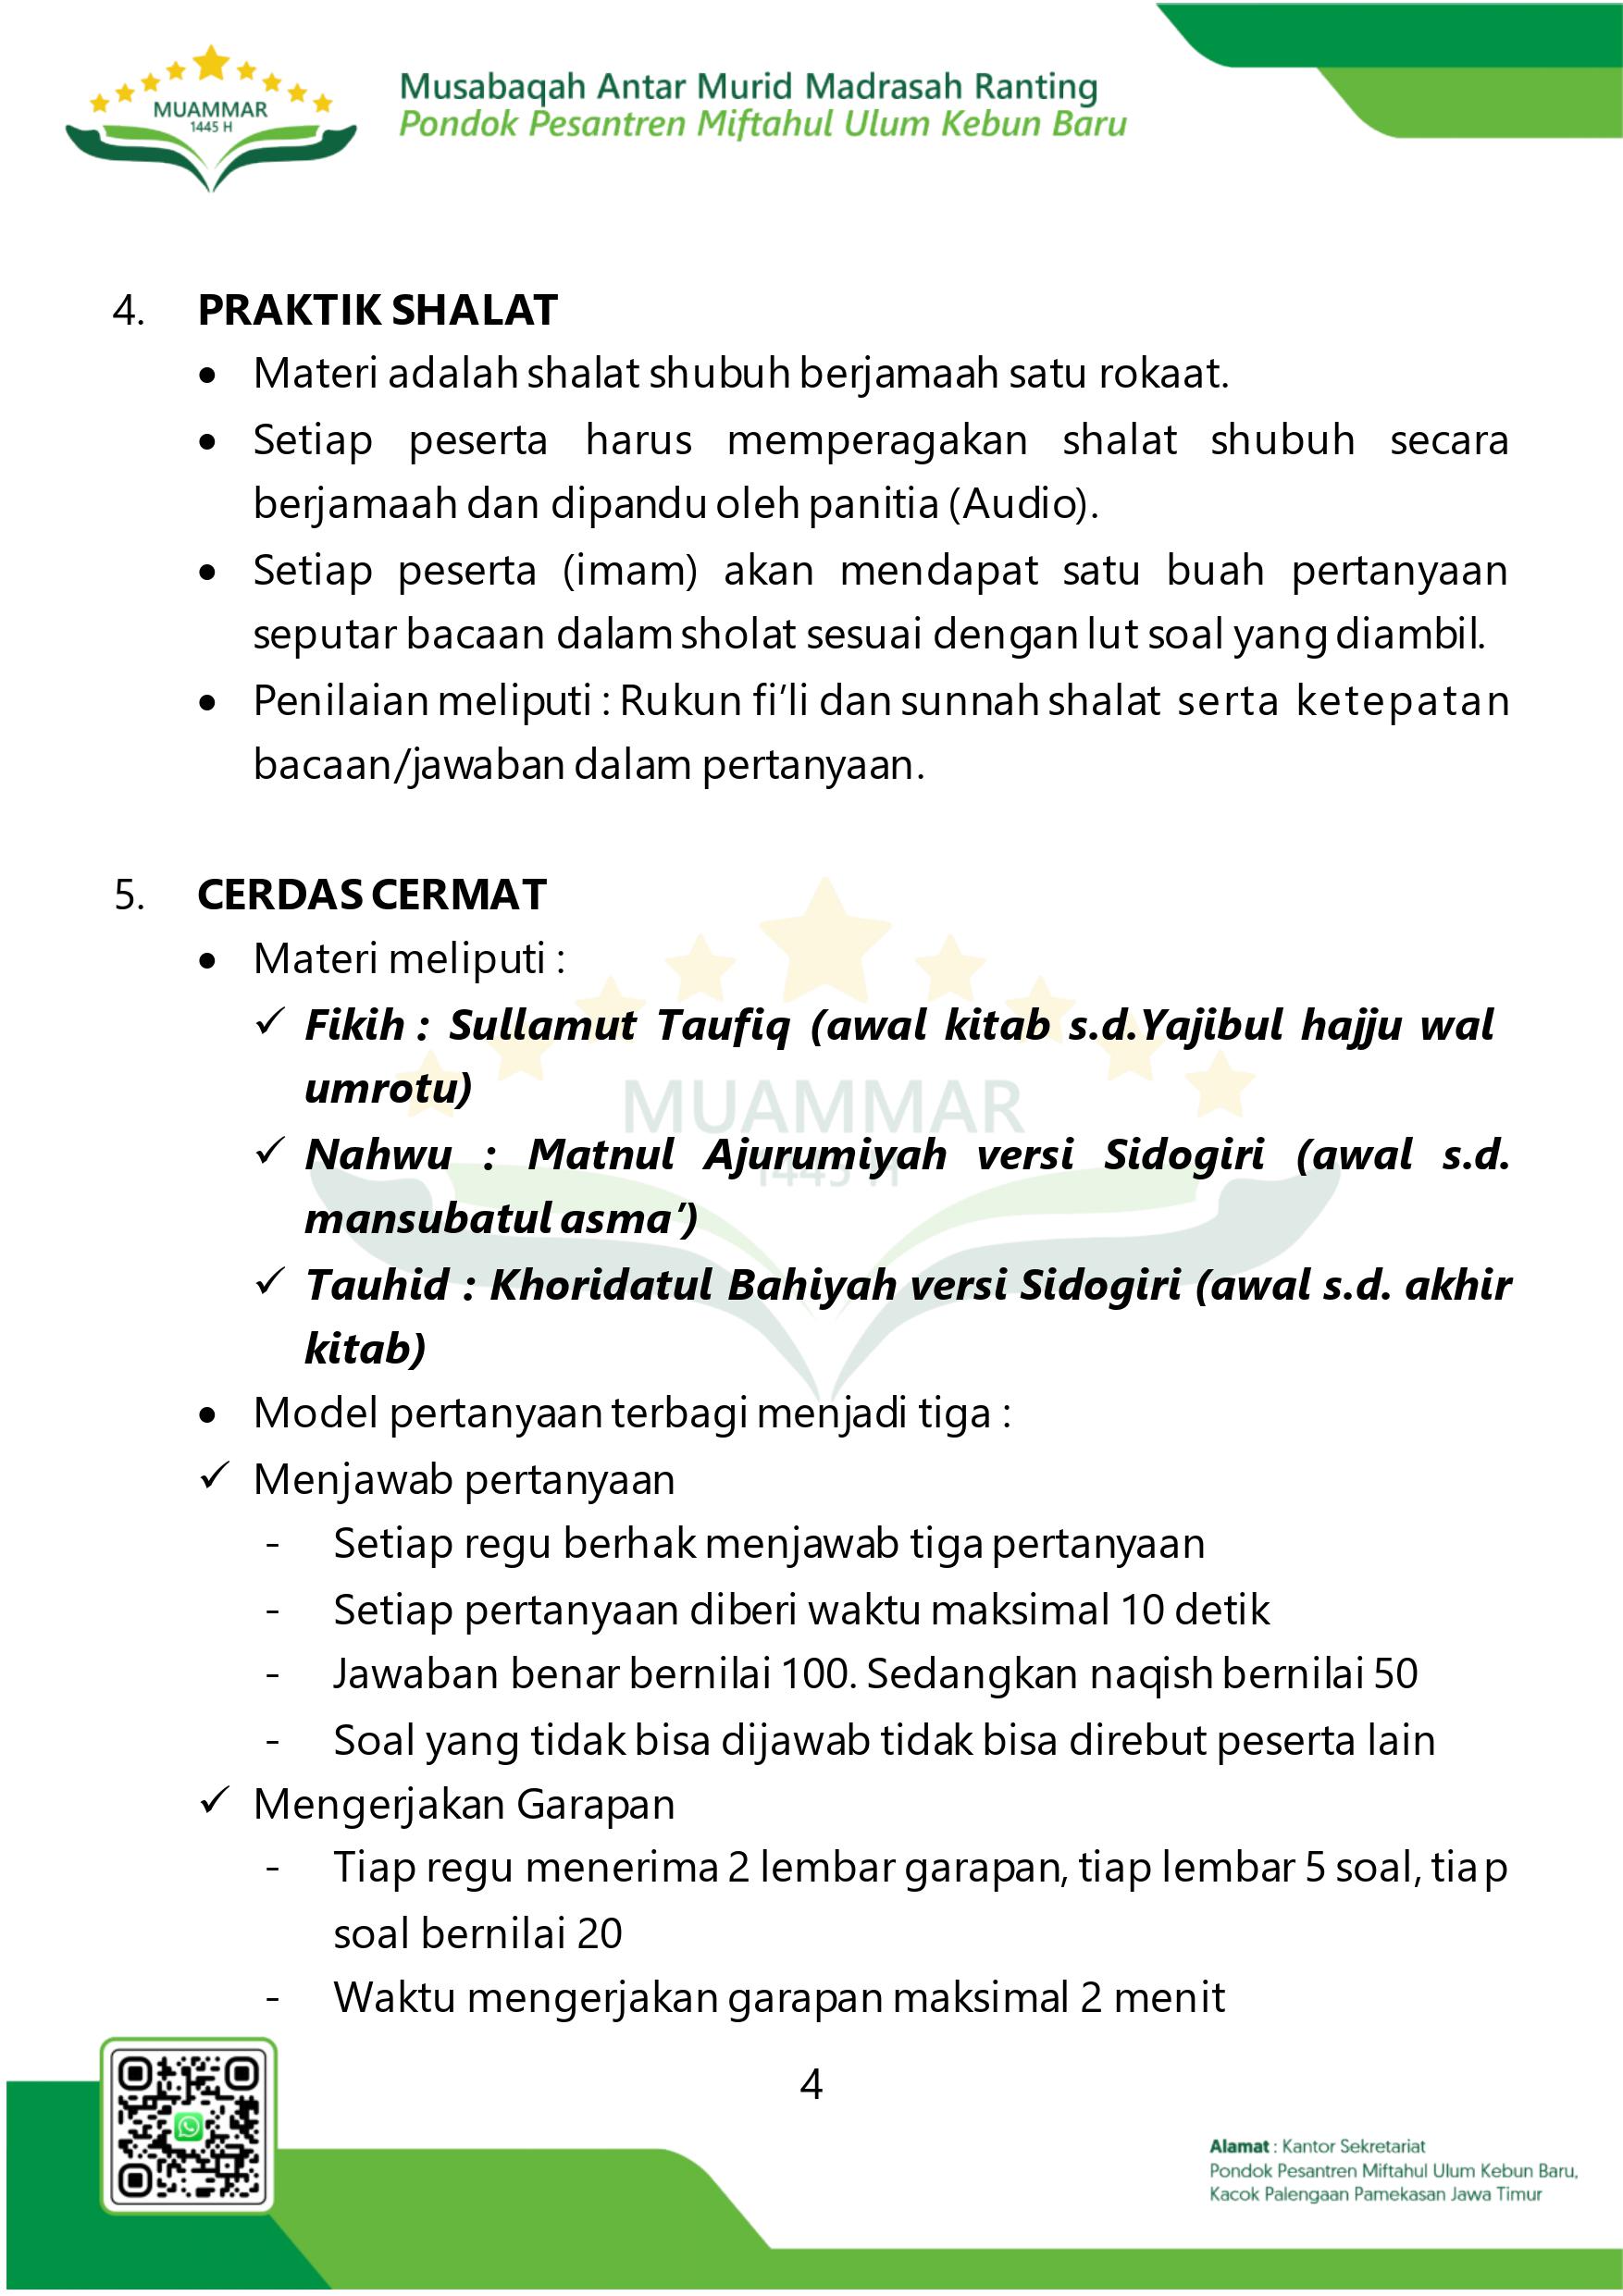 MUAMMAR
1445 H
Musabaqah Antar Murid Madrasah Ranting
Pondok Pesantren Miftahul Ulum Kebun Baru
4. PRAKTIK SHALAT
• Materi adalah shalat shubuh berjamaah satu rokaat.
• Setiap peserta harus memperagakan shalat shubuh secara
berjamaah dan dipandu oleh panitia (Audio).
• Setiap peserta (imam) akan mendapat satu buah pertanyaan
seputar bacaan dalam sholat sesuai dengan lut soal yang diambil.
• Penilaian meliputi : Rukun fi’li dan sunnah shalat serta ketepatan
bacaan/jawaban dalam pertanyaan.
5. CERDAS CERMAT
• Materi meliputi :
✓ Fikih : Sullamut Taufiq (awal kitab s.d.Yajibul hajju wal
umrotu)
MUAMMAR
✓ Nahwu : Matnul Ajurumiyah versi Sidogiri (awal s.d.
1445 H
mansubatul asma’)
✓ Tauhid : Khoridatul Bahiyah versi Sidogiri (awal s.d. akhir
kitab)
• Model pertanyaan terbagi menjadi tiga :
✓ Menjawab pertanyaan
- Setiap regu berhak menjawab tiga pertanyaan
- Setiap pertanyaan diberi waktu maksimal 10 detik
- Jawaban benar bernilai 100. Sedangkan naqish bernilai 50
- Soal yang tidak bisa dijawab tidak bisa direbut peserta lain
✓ Mengerjakan Garapan
- Tiap regu menerima 2 lembar garapan, tiap lembar 5 soal, tiap
soal bernilai 20
- Waktu mengerjakan garapan maksimal 2 menit
4
Alamat : Kantor Sekretariat
Pondok Pesantren Miftahul Ulum Kebun Baru,
Kacok Palengaan Pamekasan Jawa Timur